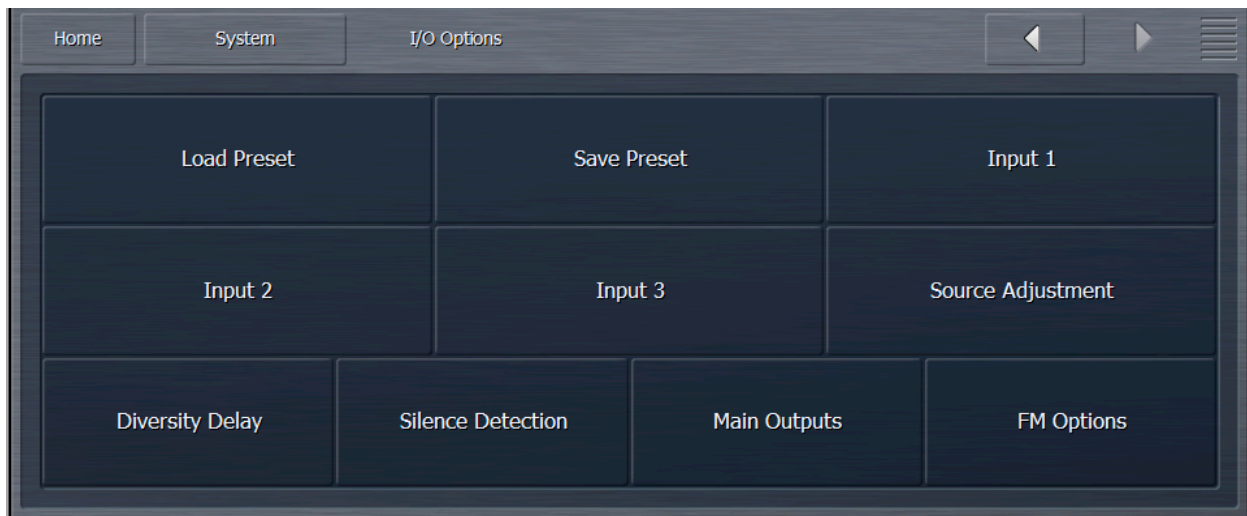 Home System I/O Options
Load Preset Save Preset Input 1
Input 2 Input 3 Source Adjustment
Diversity Delay Silence Detection Main Outputs FM Options